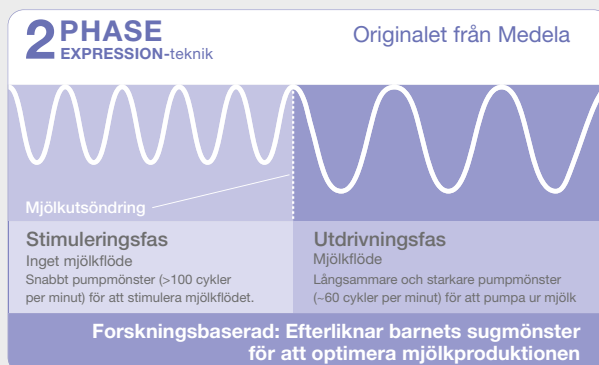 2 PHASE
EXPRESSION-teknik
Originalet från Medela
Mjölkutsöndring
Stimuleringsfas
Inget mjölkflöde
Snabbt pumpmönster (>100 cykler
per minut) för att stimulera mjölkflödet.
Utdrivningsfas
Mjölkflöde
Långsammare och starkare pumpmönster
(~60 cykler per minut) för att pumpa ur mjölk
Forskningsbaserad: Efterliknar barnets sugmönster
för att optimera mjölkproduktionen